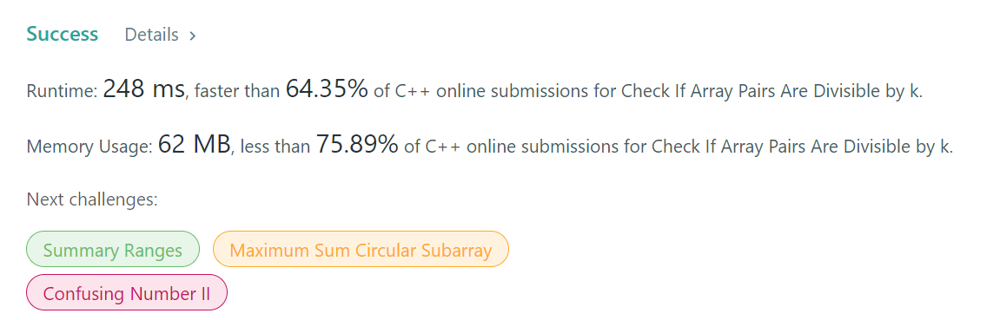 Success Details >
Runtime: 248 ms, faster than 64.35% of C++ online submissions for Check If Array Pairs Are Divisible by k.
Memory Usage: 62 MB, less than 75.89% of C++ online submissions for Check If Array Pairs Are Divisible by k.
Next challenges:
Summary Ranges Maximum Sum Circular Subarray
Confusing Number II